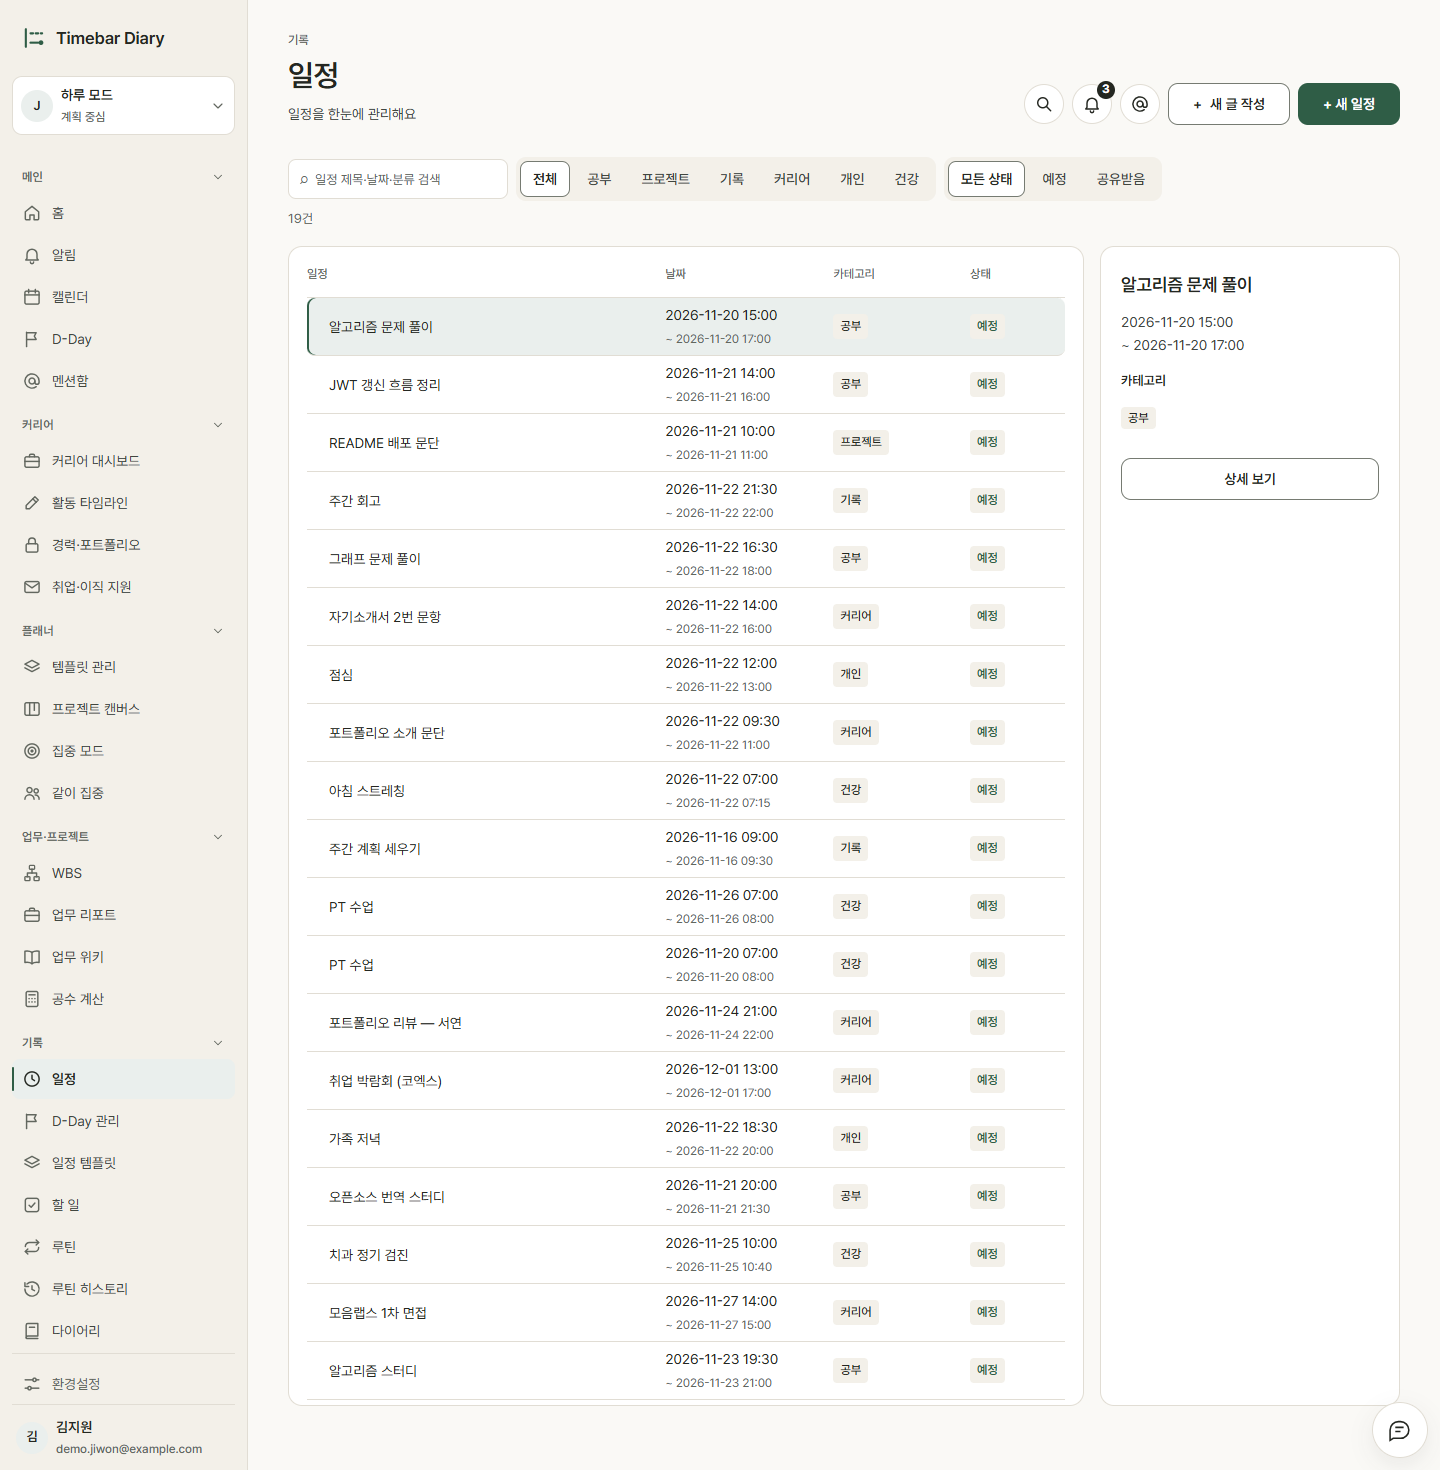 Timebar Diary
J
하루 모드
계획 중심
메인
홈
알림
캘린더
D-Day
멘션함
커리어
커리어 대시보드
활동 타임라인
경력·포트폴리오
취업·이직 지원
플래너
템플릿 관리
프로젝트 캔버스
집중 모드
같이 집중
업무·프로젝트
WBS
업무 리포트
업무 위키
공수 계산
기록
일정
D-Day 관리
일정 템플릿
할 일
루틴
루틴 히스토리
다이어리
환경설정
김
김지원
demo.jiwon@example.com
기록
일정
일정을 한눈에 관리해요
3
+ 새 글 작성
+ 새 일정
일정 제목·날짜·분류 검색
전체 공부 프로젝트 기록 커리어 개인 건강
모든 상태 예정 공유받음
19건
일정 날짜 카테고리 상태
알고리즘 문제 풀이 2026-11-20 15:00 공부 예정
~ 2026-11-20 17:00
JWT 갱신 흐름 정리 2026-11-21 14:00 공부 예정
~ 2026-11-21 16:00
README 배포 문단 2026-11-21 10:00 프로젝트 예정
~ 2026-11-21 11:00
주간 회고 2026-11-22 21:30 기록 예정
~ 2026-11-22 22:00
그래프 문제 풀이 2026-11-22 16:30 공부 예정
~ 2026-11-22 18:00
자기소개서 2번 문항 2026-11-22 14:00 커리어 예정
~ 2026-11-22 16:00
점심 2026-11-22 12:00 개인 예정
~ 2026-11-22 13:00
포트폴리오 소개 문단 2026-11-22 09:30 커리어 예정
~ 2026-11-22 11:00
아침 스트레칭 2026-11-22 07:00 건강 예정
~ 2026-11-22 07:15
주간 계획 세우기 2026-11-16 09:00 기록 예정
~ 2026-11-16 09:30
PT 수업 2026-11-26 07:00 건강 예정
~ 2026-11-26 08:00
PT 수업 2026-11-20 07:00 건강 예정
~ 2026-11-20 08:00
포트폴리오 리뷰 — 서연 2026-11-24 21:00 커리어 예정
~ 2026-11-24 22:00
취업 박람회 (코엑스) 2026-12-01 13:00 커리어 예정
~ 2026-12-01 17:00
가족 저녁 2026-11-22 18:30 개인 예정
~ 2026-11-22 20:00
오픈소스 번역 스터디 2026-11-21 20:00 공부 예정
~ 2026-11-21 21:30
치과 정기 검진 2026-11-25 10:00 건강 예정
~ 2026-11-25 10:40
모음랩스 1차 면접 2026-11-27 14:00 커리어 예정
~ 2026-11-27 15:00
알고리즘 스터디 2026-11-23 19:30 공부 예정
~ 2026-11-23 21:00
알고리즘 문제 풀이
2026-11-20 15:00
~ 2026-11-20 17:00
카테고리
공부
상세 보기